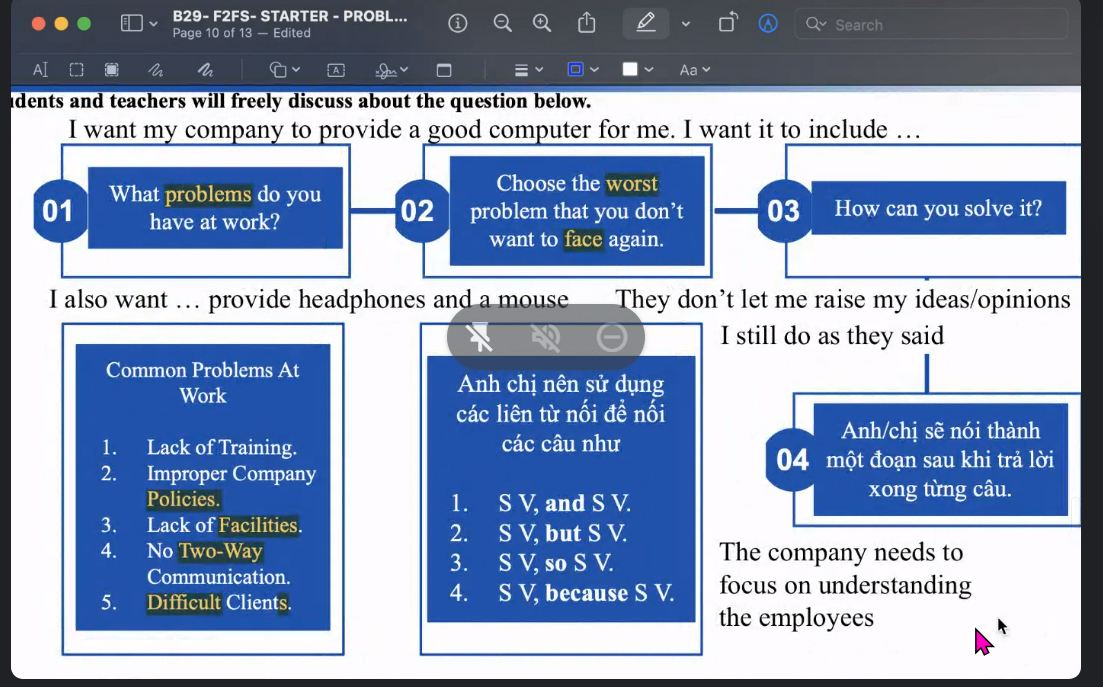 B29- F2FS- STARTER - PROBL...
Page 10 of 13 — Edited
Search
Aa
dents and teachers will freely discuss about the question below.
I want my company to provide a good computer for me. I want it to include …
01
What problems do you
have at work?
02
Choose the worst
problem that you don’t
want to face again.
03
How can you solve it?
I also want … provide headphones and a mouse
They don’t let me raise my ideas/opinions
I still do as they said
Common Problems At
Work
1. Lack of Training.
2. Improper Company
Policies.
3. Lack of Facilities.
4. No Two-Way
Communication.
5. Difficult Clients.
Anh chị nên sử dụng
các liên từ nối để nối
các câu như
1. S V, and S V.
2. S V, but S V.
3. S V, so S V.
4. S V, because S V.
04
Anh/chị sẽ nói thành
một đoạn sau khi trả lời
xong từng câu.
The company needs to
focus on understanding
the employees